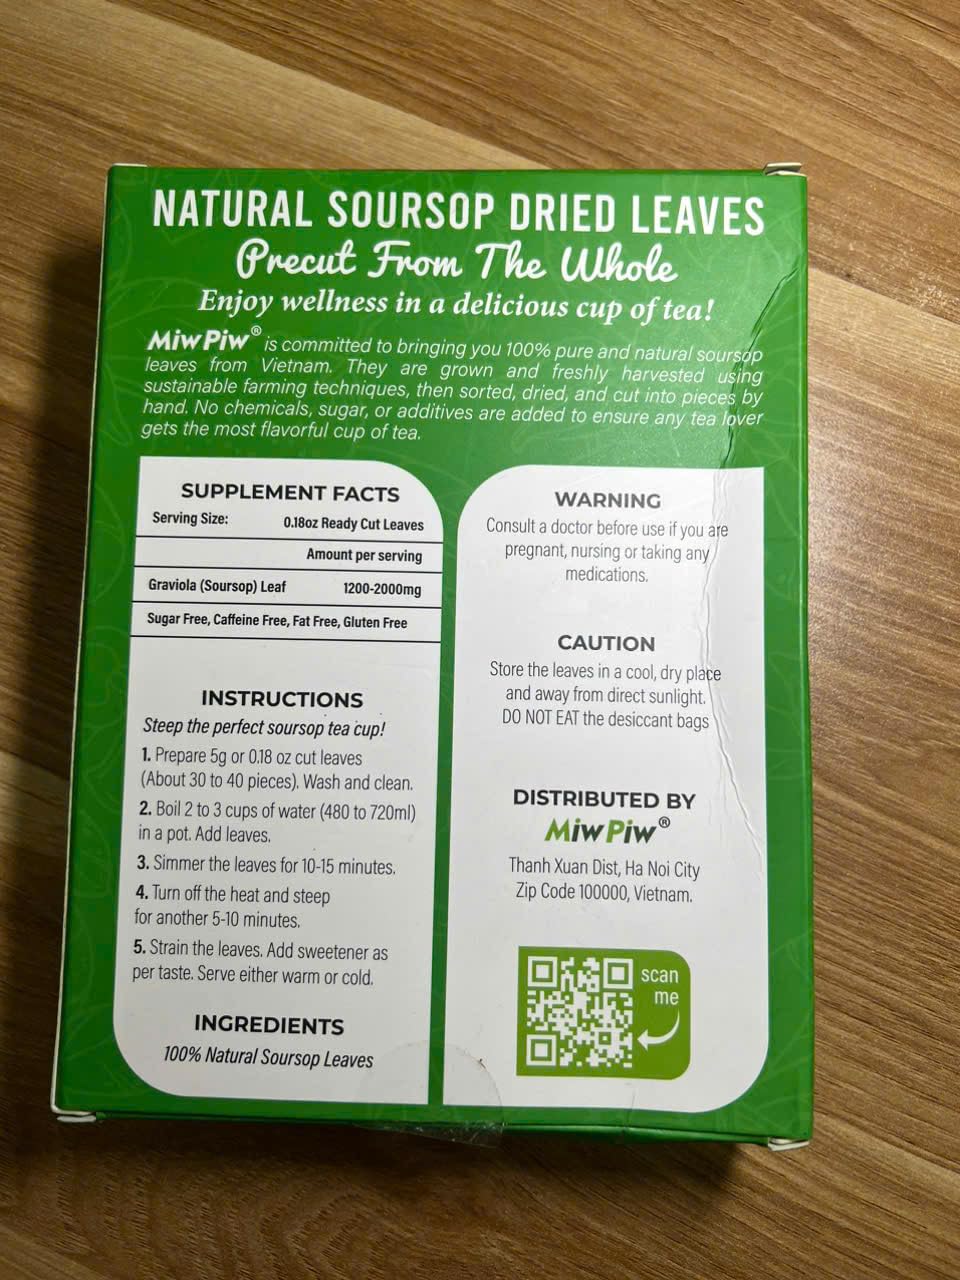 NATURAL SOURSOP DRIED LEAVES
Precut From The Whole
Enjoy wellness in a delicious cup of tea!
MiwPiw® is committed to bringing you 100% pure and natural soursop
leaves from Vietnam. They are grown and freshly harvested using
sustainable farming techniques, then sorted, dried, and cut into pieces by
hand. No chemicals, sugar, or additives are added to ensure any tea lover
gets the most flavorful cup of tea.
SUPPLEMENT FACTS
Serving Size: 0.18oz Ready Cut Leaves
Amount per serving
Graviola (Soursop) Leaf 1200-2000mg
Sugar Free, Caffeine Free, Fat Free, Gluten Free
INSTRUCTIONS
Steep the perfect soursop tea cup!
1. Prepare 5g or 0.18 oz cut leaves
(About 30 to 40 pieces). Wash and clean.
2. Boil 2 to 3 cups of water (480 to 720ml)
in a pot. Add leaves.
3. Simmer the leaves for 10-15 minutes.
4. Turn off the heat and steep
for another 5-10 minutes.
5. Strain the leaves. Add sweetener as
per taste. Serve either warm or cold.
INGREDIENTS
100% Natural Soursop Leaves
WARNING
Consult a doctor before use if you are
pregnant, nursing or taking any
medications.
CAUTION
Store the leaves in a cool, dry place
and away from direct sunlight.
DO NOT EAT the desiccant bags
DISTRIBUTED BY
MiwPiw®
Thanh Xuan Dist, Ha Noi City
Zip Code 100000, Vietnam.
scan
me